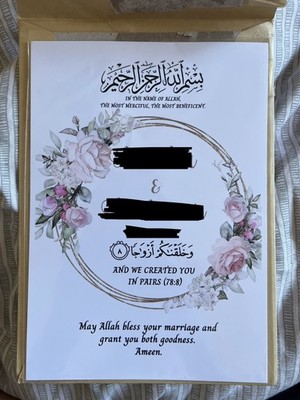 بِسْمِ اللَّهِ الرَّحْمَنِ الرَّحِيمِ
IN THE NAME OF ALLAH,
THE MOST MERCIFUL, THE MOST BENEFICENT.
&
وَخَلَقْنَاكُمْ أَزْوَاجًا ٨
AND WE CREATED YOU
IN PAIRS (78:8)
May Allah bless your marriage and
grant you both goodness.
Ameen.